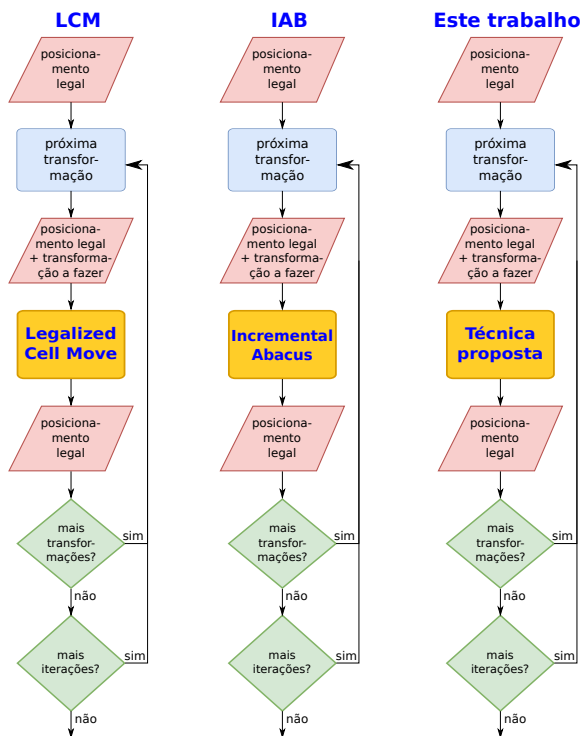 LCM
posiciona-
mento
legal
próxima
transfor-
mação
posiciona-
mento legal
+ transforma-
ção a fazer
Legalized
Cell Move
posiciona-
mento
legal
mais
transfor-
mações?
sim
não
mais
iterações?
sim
não
IAB
posiciona-
mento
legal
próxima
transfor-
mação
posiciona-
mento legal
+ transforma-
ção a fazer
Incremental
Abacus
posiciona-
mento
legal
mais
transfor-
mações?
sim
não
mais
iterações?
sim
não
Este trabalho
posiciona-
mento
legal
próxima
transfor-
mação
posiciona-
mento legal
+ transforma-
ção a fazer
Técnica
proposta
posiciona-
mento
legal
mais
transfor-
mações?
sim
não
mais
iterações?
sim
não